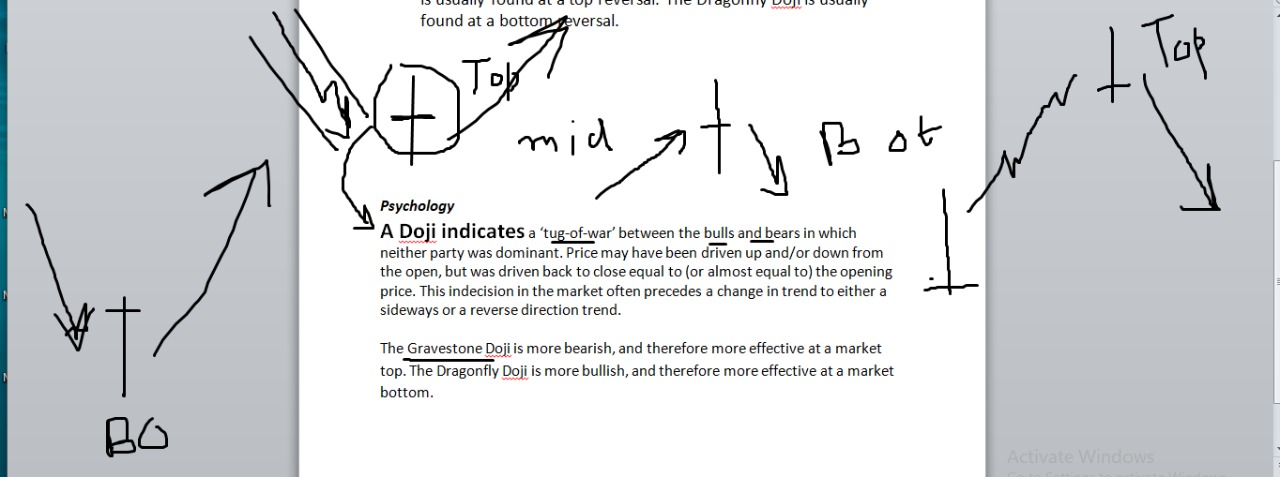 is usually found at a top reversal. The Dragonfly Doji is usually
found at a bottom reversal.
Top
Top
mid
B ot
Psychology
A Doji indicates a ‘tug-of-war’ between the bulls and bears in which
neither party was dominant. Price may have been driven up and/or down from
the open, but was driven back to close equal to (or almost equal to) the opening
price. This indecision in the market often precedes a change in trend to either a
sideways or a reverse direction trend.
The Gravestone Doji is more bearish, and therefore more effective at a market
top. The Dragonfly Doji is more bullish, and therefore more effective at a market
bottom.
BO
Activate Windows